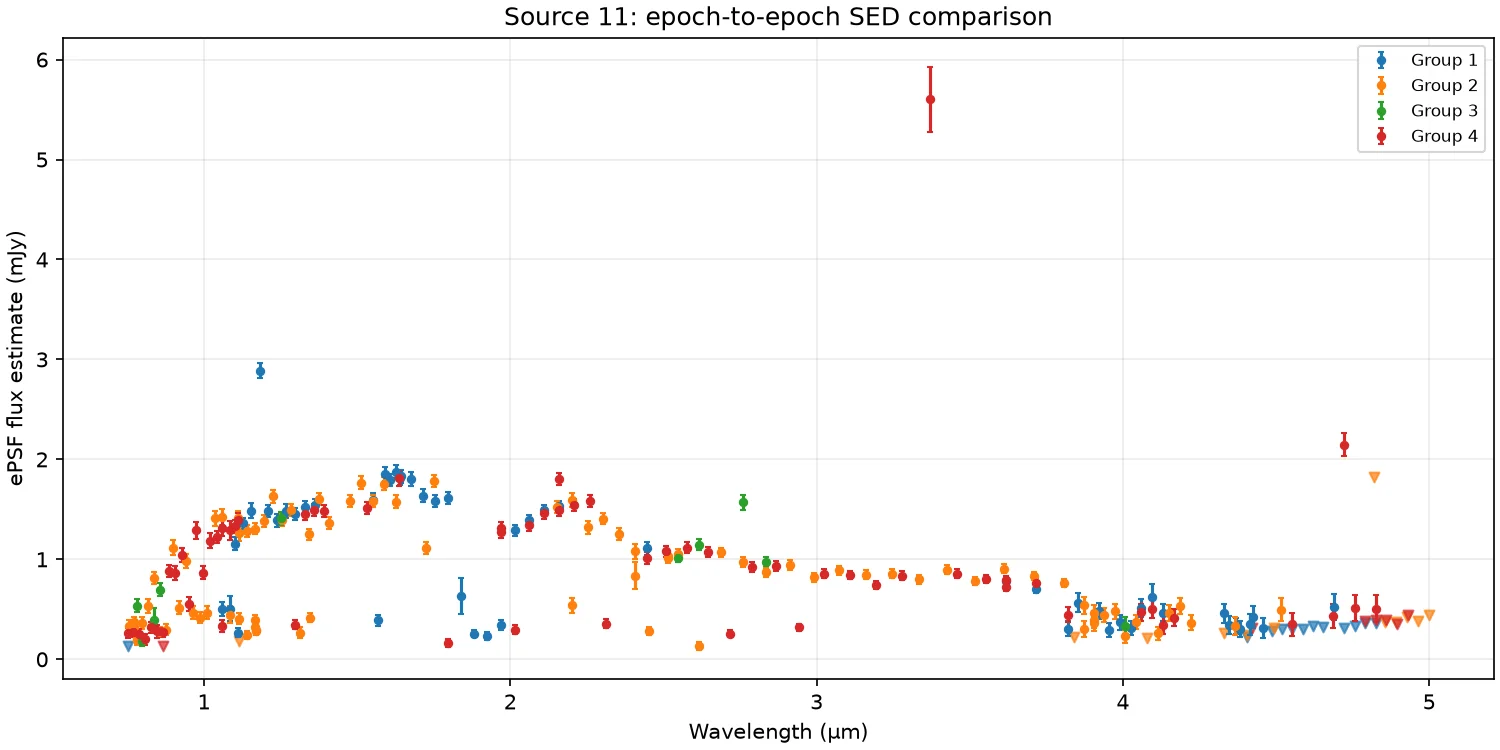 Source 11: epoch-to-epoch SED comparison
ePSF flux estimate (mJy)
6
5
4
3
2
1
0
Group 1
Group 2
Group 3
Group 4
1
2
3
4
5
Wavelength (μm)